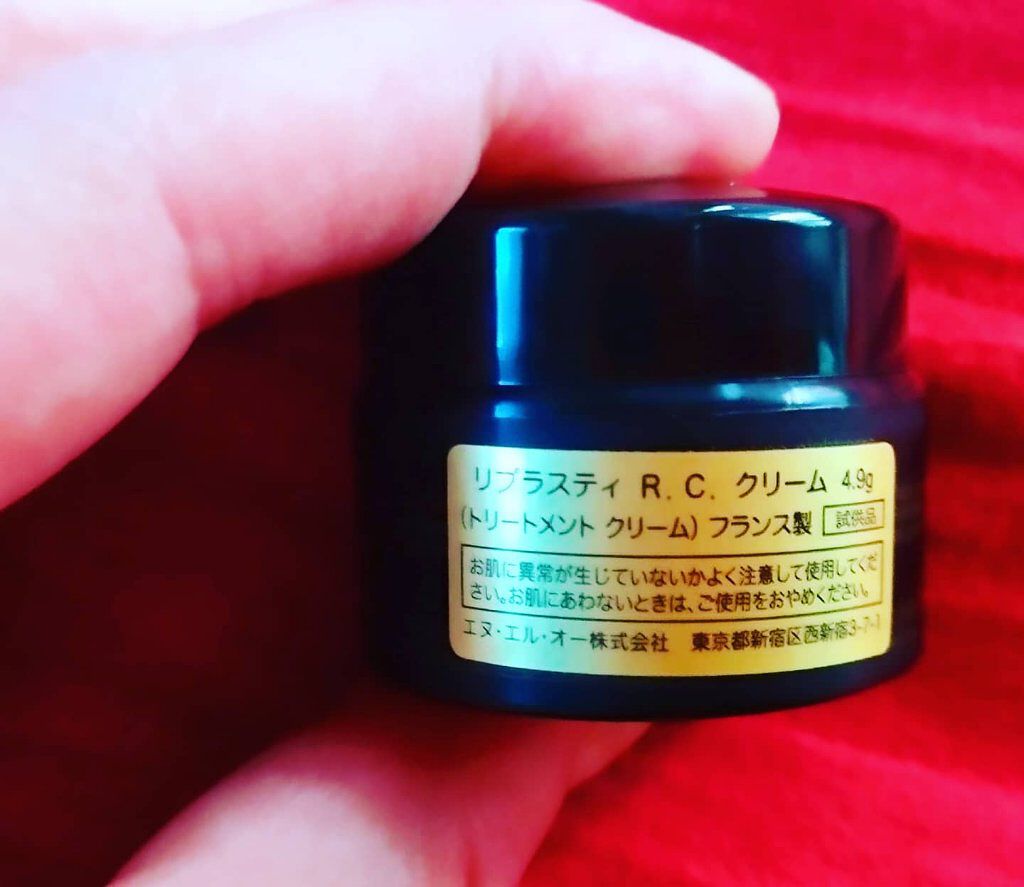 リプラスティ R.C. クリーム 4.9g
(トリートメント クリーム) フランス製 試供品
お肌に異常が生じていないかよく注意して使用してくだ
さい。お肌にあわないときは、ご使用をおやめください。
エヌ・エル・オー株式会社 東京都新宿区西新宿3-7-1